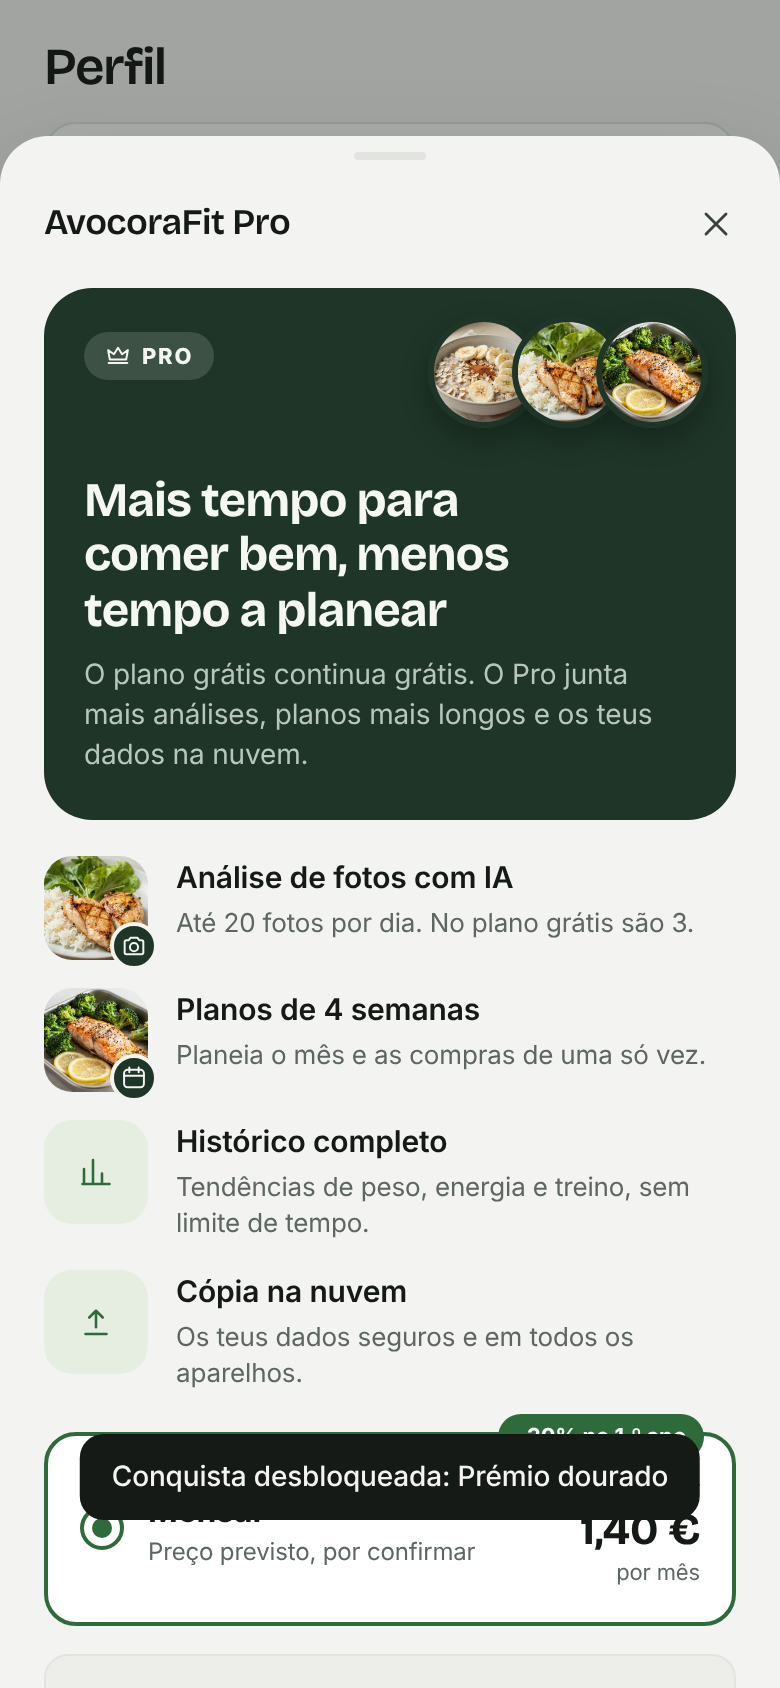 Perfil
AvocoraFit Pro
PRO
Mais tempo para
comer bem, menos
tempo a planear
O plano grátis continua grátis. O Pro junta
mais análises, planos mais longos e os teus
dados na nuvem.
Análise de fotos com IA
Até 20 fotos por dia. No plano grátis são 3.
Planos de 4 semanas
Planeia o mês e as compras de uma só vez.
Histórico completo
Tendências de peso, energia e treino, sem
limite de tempo.
Cópia na nuvem
Os teus dados seguros e em todos os
aparelhos.
Conquista desbloqueada: Prémio dourado
1,40 €
Preço previsto, por confirmar
por mês